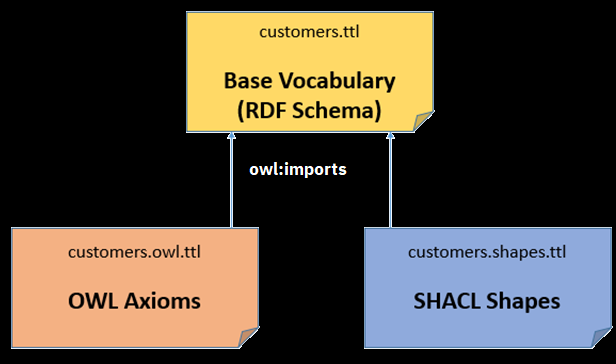 customers.ttl
Base Vocabulary
(RDF Schema)
owl:imports
customers.owl.ttl
OWL Axioms
customers.shapes.ttl
SHACL Shapes